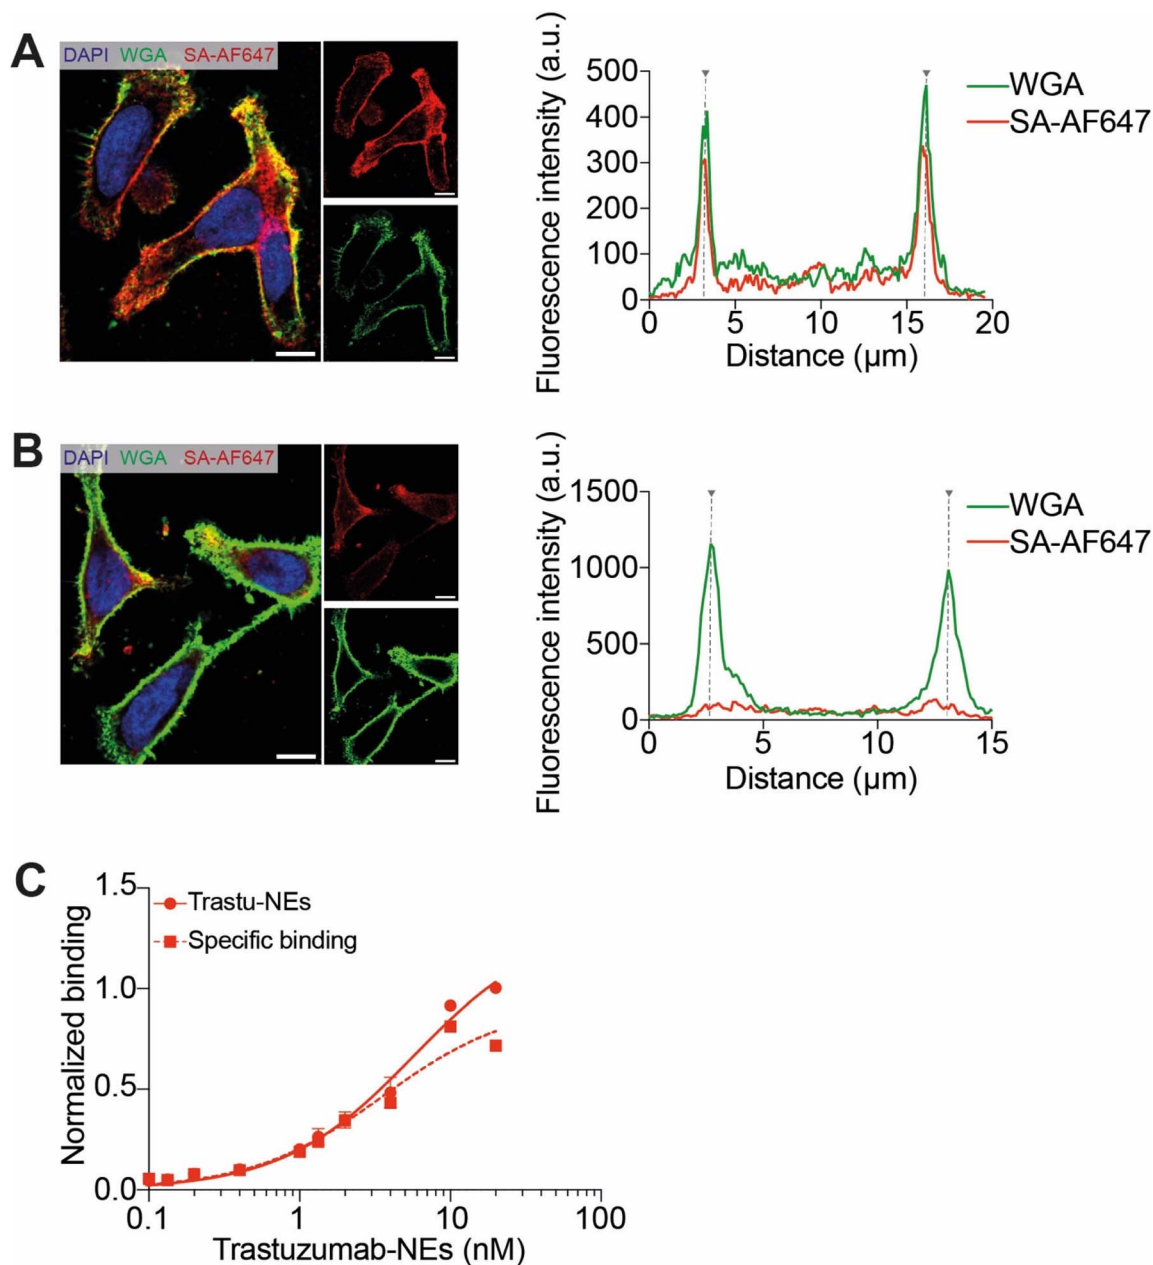 A
DAPI WGA SA-AF647
Fluorescence intensity (a.u.)
500
400
300
200
100
0
0 5 10 15 20
Distance (µm)
WGA
SA-AF647
B
DAPI WGA SA-AF647
Fluorescence intensity (a.u.)
1500
1000
500
0
0 5 10 15
Distance (µm)
WGA
SA-AF647
C
Normalized binding
1.5
1.0
0.5
0.0
0.1 1 10 100
Trastuzumab-NEs (nM)
Trastu-NEs
Specific binding